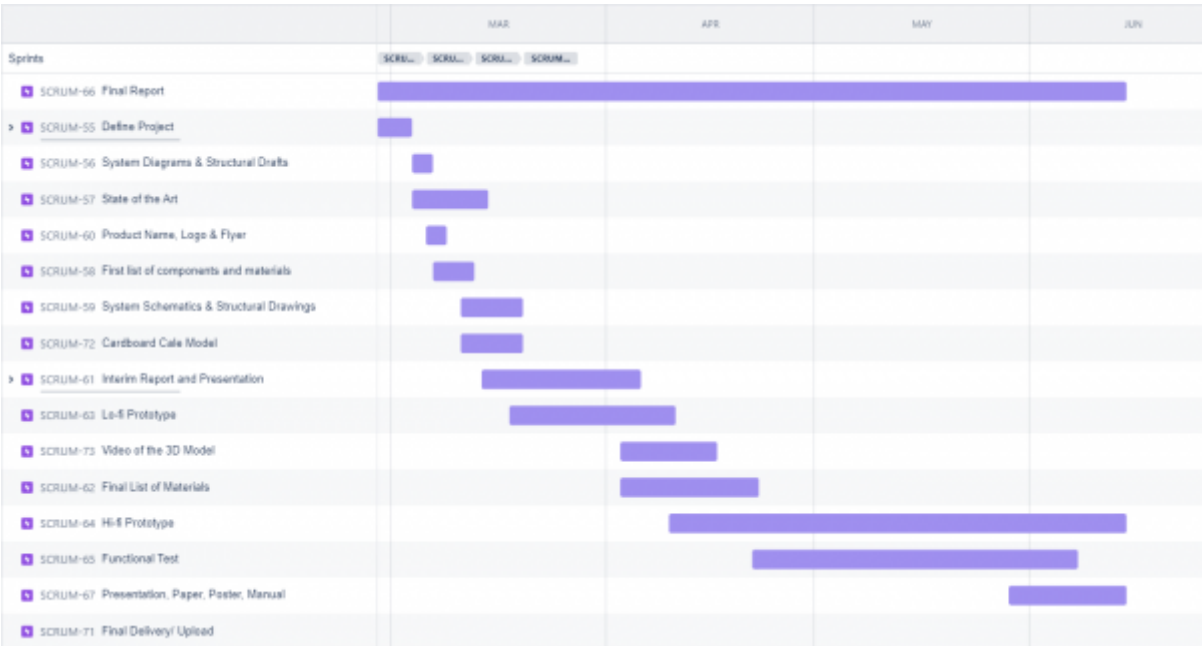 MAR APR MAY JUN
Sprints SCRU... SCRU... SCRU... SCRUM...
SCRUM-66 Final Report
SCRUM-55 Define Project
SCRUM-56 System Diagrams & Structural Drafts
SCRUM-57 State of the Art
SCRUM-60 Product Name, Logo & Flyer
SCRUM-58 First list of components and materials
SCRUM-59 System Schematics & Structural Drawings
SCRUM-72 Cardboard Cale Model
SCRUM-61 Interim Report and Presentation
SCRUM-63 Lo-fi Prototype
SCRUM-73 Video of the 3D Model
SCRUM-62 Final List of Materials
SCRUM-64 Hi-fi Prototype
SCRUM-65 Functional Test
SCRUM-67 Presentation, Paper, Poster, Manual
SCRUM-71 Final Delivery/ Upload